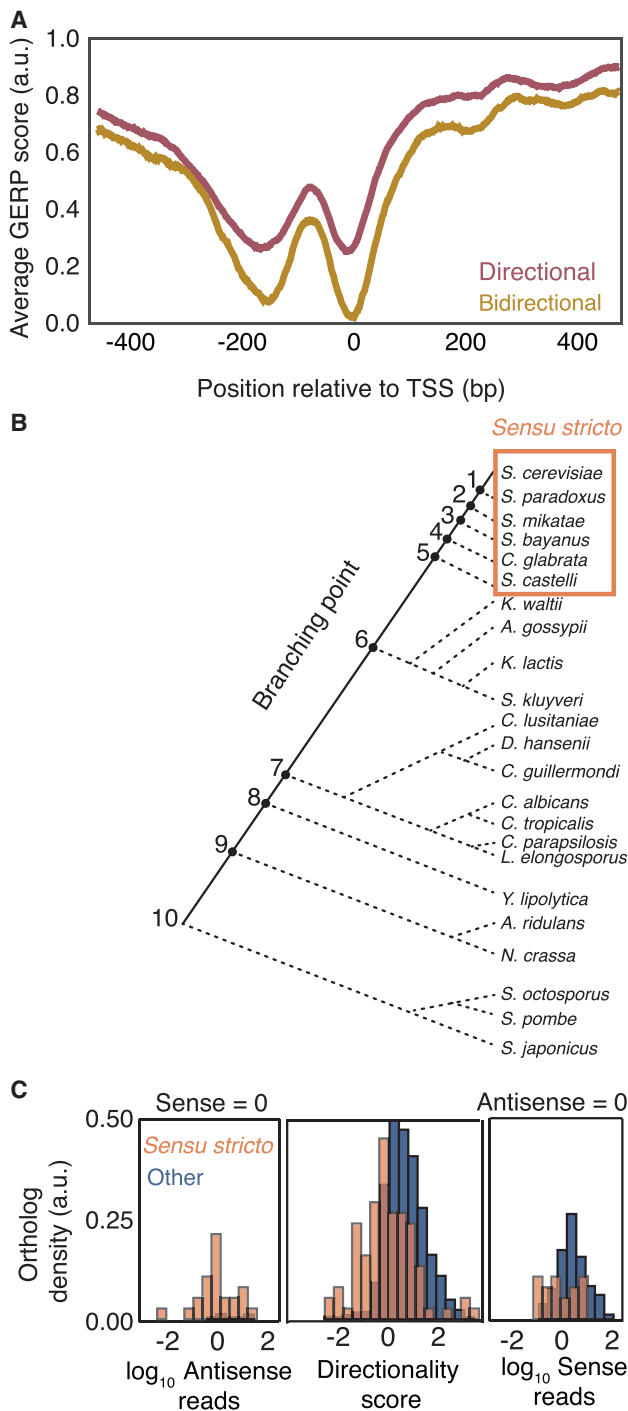 A
Average GERP score (a.u.)
1.0
0.8
0.6
0.4
0.2
0.0
Directional
Bidirectional
-400 -200 0 200 400
Position relative to TSS (bp)
B
Sensu stricto
Branching point
1
2
3
4
5
6
7
8
9
10
S. cerevisiae
S. paradoxus
S. mikatae
S. bayanus
C. glabrata
S. castelli
K. waltii
A. gossypii
K. lactis
S. kluyveri
C. lusitaniae
D. hansenii
C. guillermondi
C. albicans
C. tropicalis
C. parapsilosis
L. elongosporus
Y. lipolytica
A. ridulans
N. crassa
S. octosporus
S. pombe
S. japonicus
C
Sense = 0
Antisense = 0
Ortholog
density (a.u.)
0.50
0.25
0.00
Sensu stricto
Other
-2 0 2
log10 Antisense
reads
-2 0 2
Directionality
score
-2 0 2
log10 Sense
reads